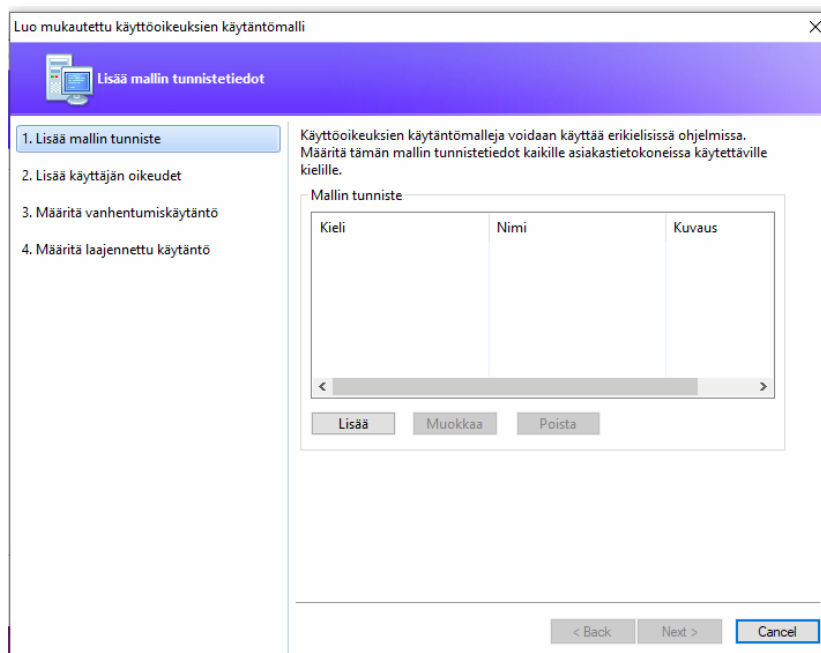 Luo mukautettu käyttöoikeuksien käytäntömalli
Lisää mallin tunnistetiedot
1. Lisää mallin tunniste
2. Lisää käyttäjän oikeudet
3. Määritä vanhentumiskäytäntö
4. Määritä laajennettu käytäntö
Käyttöoikeuksien käytäntömalleja voidaan käyttää erikielisissä ohjelmissa.
Määritä tämän mallin tunnistetiedot kaikille asiakastietokoneissa käytettäville
kielille.
Mallin tunniste
Kieli Nimi Kuvaus
Lisää Muokkaa Poista
< Back Next > Cancel